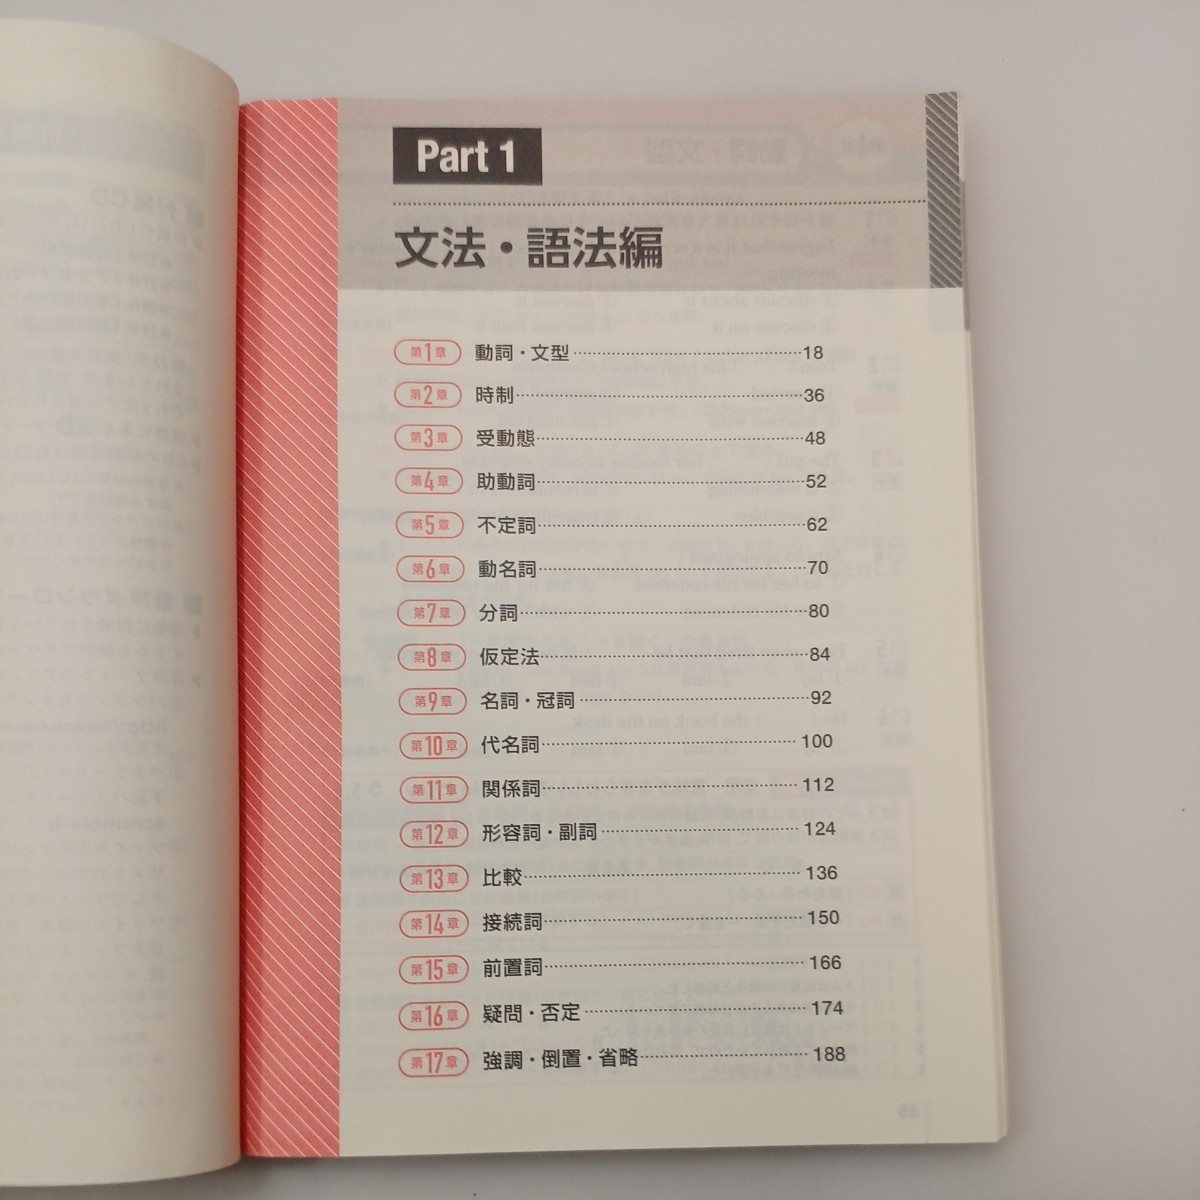 Part 1
文法・語法編
第1章 動詞・文型 18
第2章 時制 36
第3章 受動態 48
第4章 助動詞 52
第5章 不定詞 62
第6章 動名詞 70
第7章 分詞 80
第8章 仮定法 84
第9章 名詞・冠詞 92
第10章 代名詞 100
第11章 関係詞 112
第12章 形容詞・副詞 124
第13章 比較 136
第14章 接続詞 150
第15章 前置詞 166
第16章 疑問・否定 174
第17章 強調・倒置・省略 188